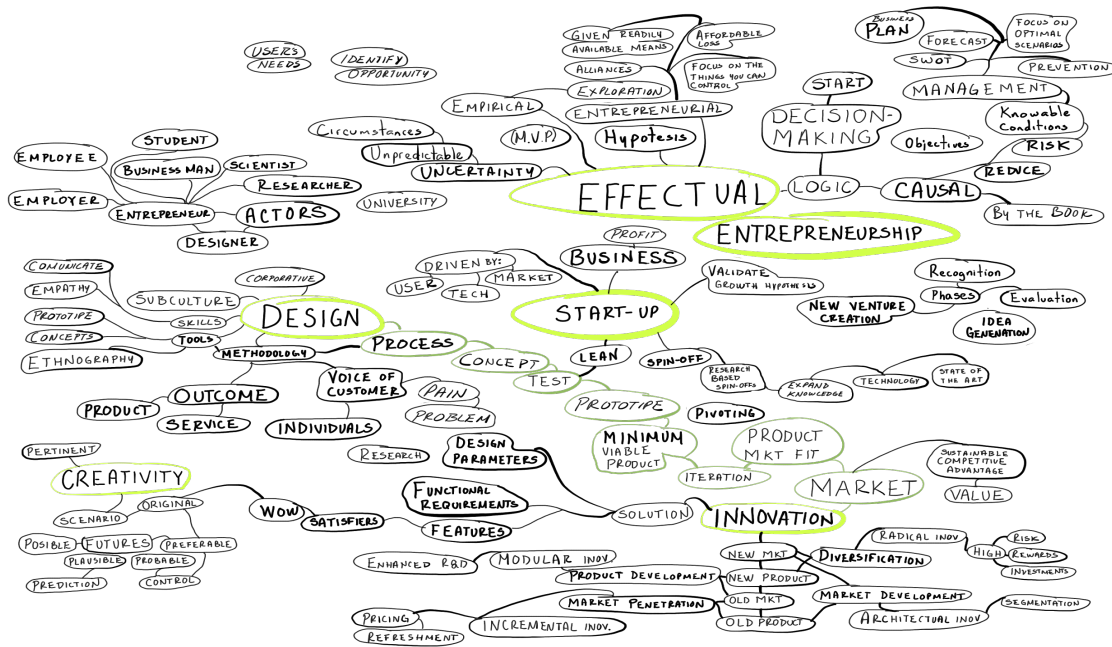 USERS
NEEDS
IDENTIFY
OPPORTUNITY
GIVEN READILY
AVAILABLE MEANS
AFFORDABLE
LOSS
ALLIANCES
FOCUS ON THE
THINGS YOU CAN
CONTROL
EXPLORATION
EMPIRICAL
ENTREPRENEURIAL
(M.V.P)
HYPOTESIS
CIRCUMSTANCES
UNPREDICTABLE
UNCERTAINTY
UNIVERSITY
EFFECTUAL
ENTREPRENEURSHIP
BUSINESS
PLAN
FOCUS ON
OPTIMAL
SCENARIOS
FORECAST
SWOT
PREVENTION
MANAGEMENT
START
DECISION-
MAKING
KNOWABLE
CONDITIONS
OBJECTIVES
RISK
REDUCE
LOGIC
CAUSAL
BY THE BOOK
STUDENT
EMPLOYEE
BUSINESS MAN
SCIENTIST
RESEARCHER
EMPLOYER
ENTREPRENEUR
ACTORS
DESIGNER
PROFIT
BUSINESS
DRIVEN BY:
MARKET
USER
TECH
START-UP
VALIDATE
GROWTH HYPOTHESIS
LEAN
SPIN-OFF
RESEARCH
BASED
SPIN-OFFS
EXPAND
KNOWLEDGE
TECHNOLOGY
STATE OF
THE ART
RECOGNITION
PHASES
EVALUATION
NEW VENTURE
CREATION
IDEA
GENENATION
COMUNICATE
EMPATHY
PROTOTIPE
CONCEPTS
ETHNOGRAPHY
CORPORATIVE
SUBCULTURE
SKILLS
TOOLS
METHODOLOGY
DESIGN
PROCESS
CONCEPT
TEST
PROTOTIPE
PIVOTING
MINIMUM
VIABLE
PRODUCT
ITERATION
PRODUCT
MKT FIT
MARKET
SUSTAINABLE
COMPETITIVE
ADVANTAGE
VALUE
OUTCOME
PRODUCT
SERVICE
VOICE OF
CUSTOMER
PAIN
PROBLEM
INDIVIDUALS
RESEARCH
PERTINENT
CREATIVITY
SCENARIO
ORIGINAL
POSIBLE
FUTURES
PREFERABLE
PLAUSIBLE
PROBABLE
PREDICTION
CONTROL
DESIGN
PARAMETERS
FUNCTIONAL
REQUIREMENTS
WOW
SATISFIERS
FEATURES
SOLUTION
INNOVATION
NEW MKT
NEW PRODUCT
OLD MKT
OLD PRODUCT
DIVERSIFICATION
RADICAL INOV.
HIGH
RISK
REWARDS
INVESTMENTS
ENHANCED R&D
MODULAR INOV.
PRODUCT DEVELOPMENT
MARKET PENETRATION
PRICING
REFRESHMENT
INCREMENTAL INOV.
MARKET DEVELOPMENT
ARCHITECTUAL INOV.
SEGMENTATION